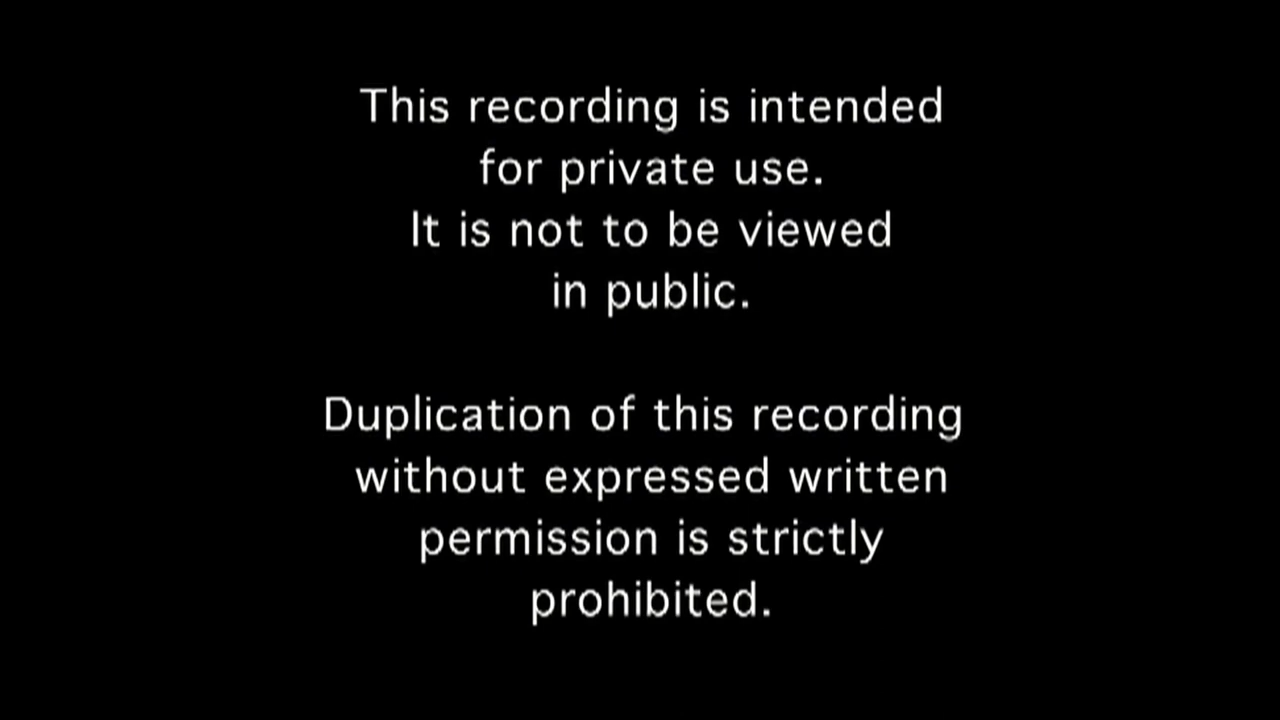 This recording is intended
for private use.
It is not to be viewed
in public.
Duplication of this recording
without expressed written
permission is strictly
prohibited.